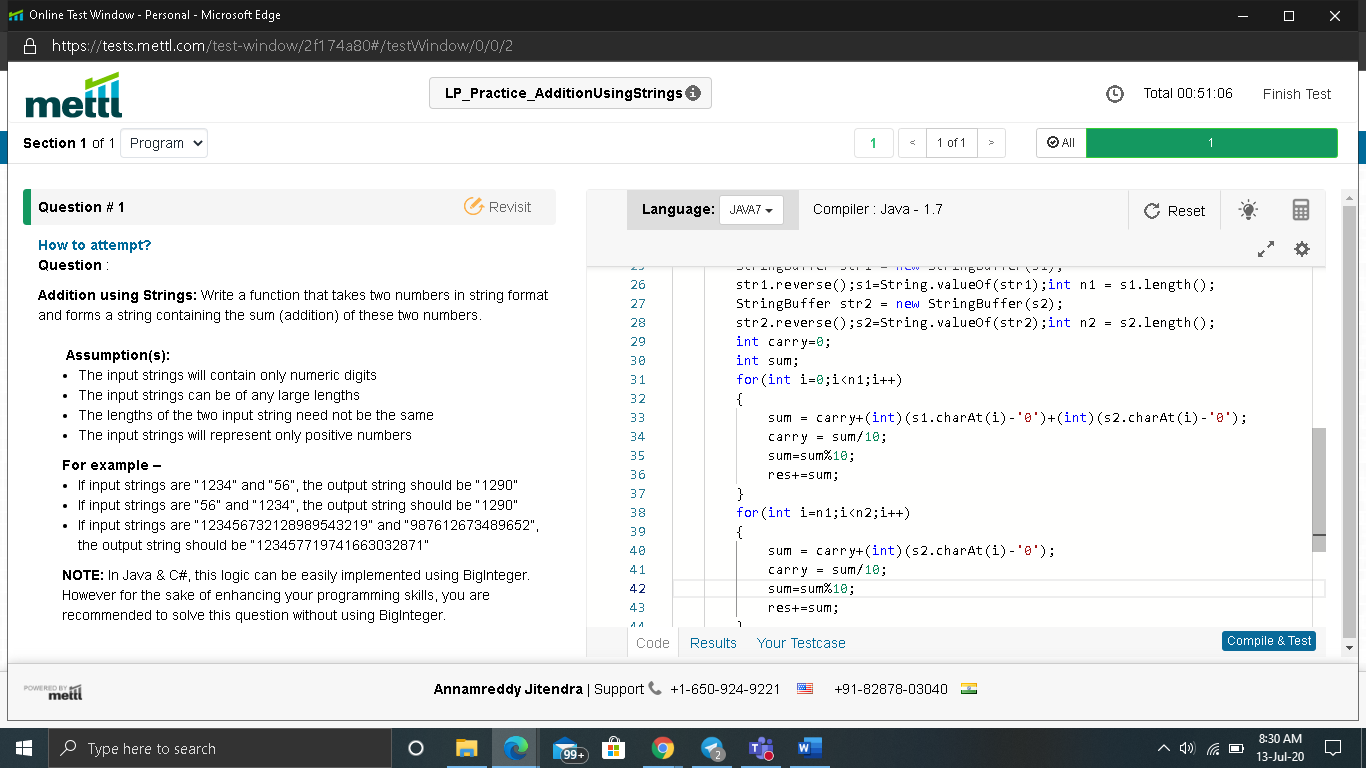 Online Test Window - Personal - Microsoft Edge
https://tests.mettl.com/test-window/2f174a80#/testWindow/0/0/2
mettl
LP_Practice_AdditionUsingStrings
Total 00:51:06
Finish Test
Section 1 of 1
Program
1
<
1 of 1
>
All
1
Question # 1
Revisit
How to attempt?
Question :
Addition using Strings: Write a function that takes two numbers in string format
and forms a string containing the sum (addition) of these two numbers.
Assumption(s):
• The input strings will contain only numeric digits
• The input strings can be of any large lengths
• The lengths of the two input string need not be the same
• The input strings will represent only positive numbers
For example –
• If input strings are "1234" and "56", the output string should be "1290"
• If input strings are "56" and "1234", the output string should be "1290"
• If input strings are "123456732128989543219" and "987612673489652",
the output string should be "123457719741663032871"
NOTE: In Java & C#, this logic can be easily implemented using BigInteger.
However for the sake of enhancing your programming skills, you are
recommended to solve this question without using BigInteger.
Language: JAVA7
Compiler : Java - 1.7
Reset
25 StringBuffer str1 = new StringBuffer(s1);
26 str1.reverse();s1=String.valueOf(str1);int n1 = s1.length();
27 StringBuffer str2 = new StringBuffer(s2);
28 str2.reverse();s2=String.valueOf(str2);int n2 = s2.length();
29 int carry=0;
30 int sum;
31 for(int i=0;i<n1;i++)
32 {
33 sum = carry+(int)(s1.charAt(i)-'0')+(int)(s2.charAt(i)-'0');
34 carry = sum/10;
35 sum=sum%10;
36 res+=sum;
37 }
38 for(int i=n1;i<n2;i++)
39 {
40 sum = carry+(int)(s2.charAt(i)-'0');
41 carry = sum/10;
42 sum=sum%10;
43 res+=sum;
44 }
Code
Results
Your Testcase
Compile & Test
POWERED BY
mettl
Annamreddy Jitendra | Support +1-650-924-9221 +91-82878-03040
Type here to search
99+
2
8:30 AM
13-Jul-20